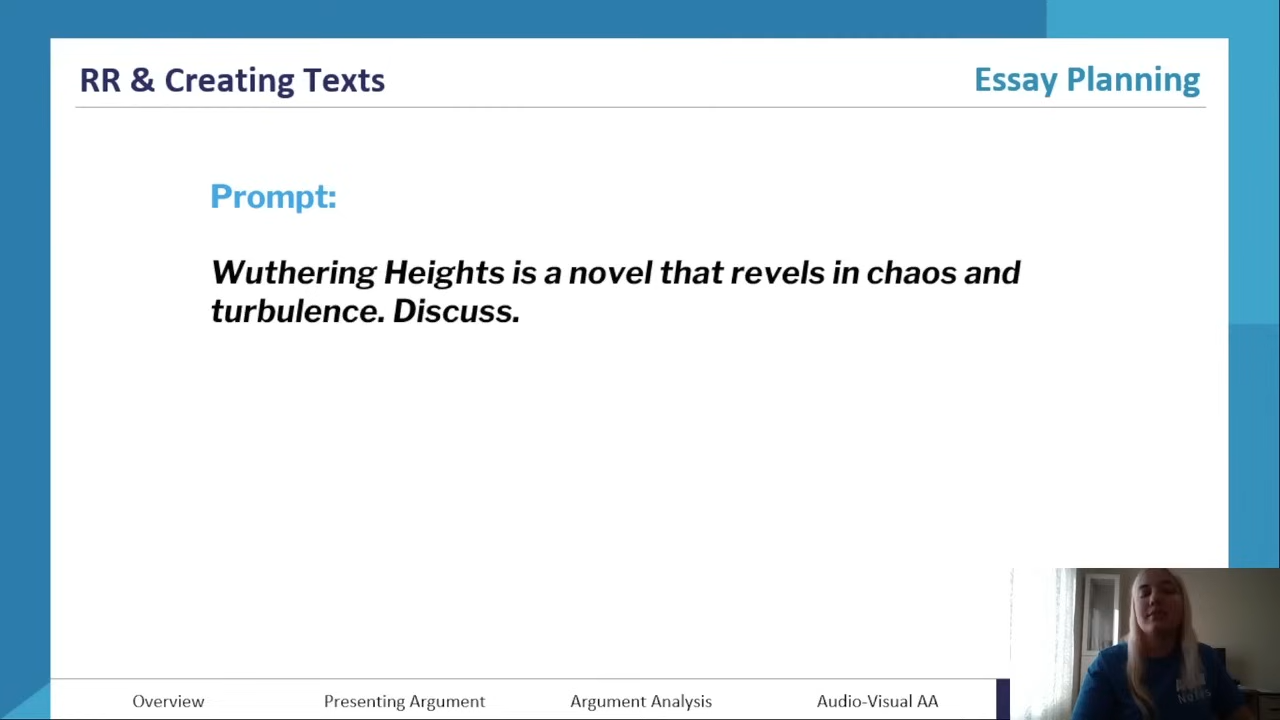 RR & Creating Texts
Essay Planning
Prompt:
Wuthering Heights is a novel that revels in chaos and
turbulence. Discuss.
Overview
Presenting Argument
Argument Analysis
Audio-Visual AA